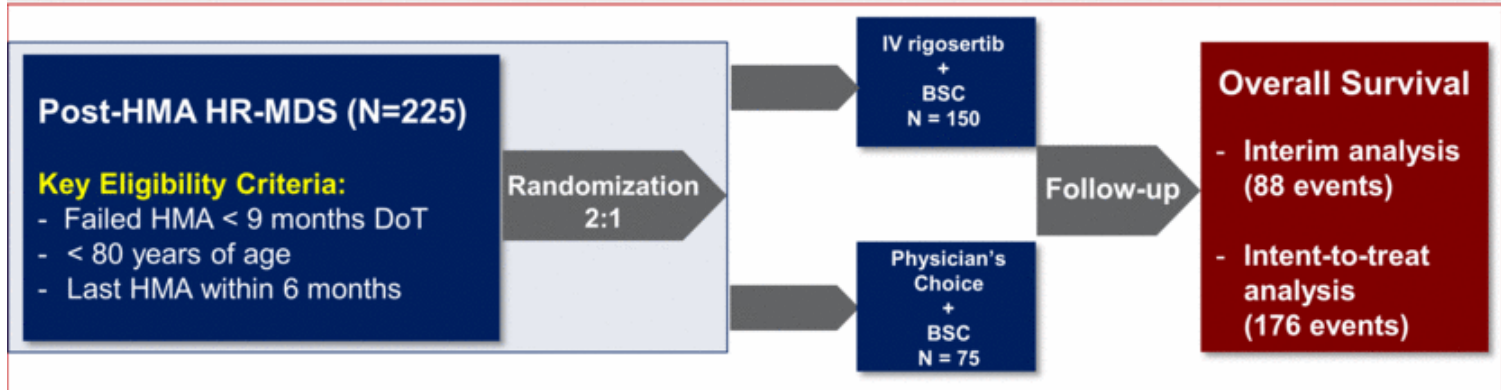 Post-HMA HR-MDS (N=225)
Key Eligibility Criteria:
- Failed HMA < 9 months DoT
- < 80 years of age
- Last HMA within 6 months
Randomization
2:1
IV rigosertib
+
BSC
N = 150
Physician's
Choice
+
BSC
N = 75
Follow-up
Overall Survival
- Interim analysis
(88 events)
- Intent-to-treat
analysis
(176 events)